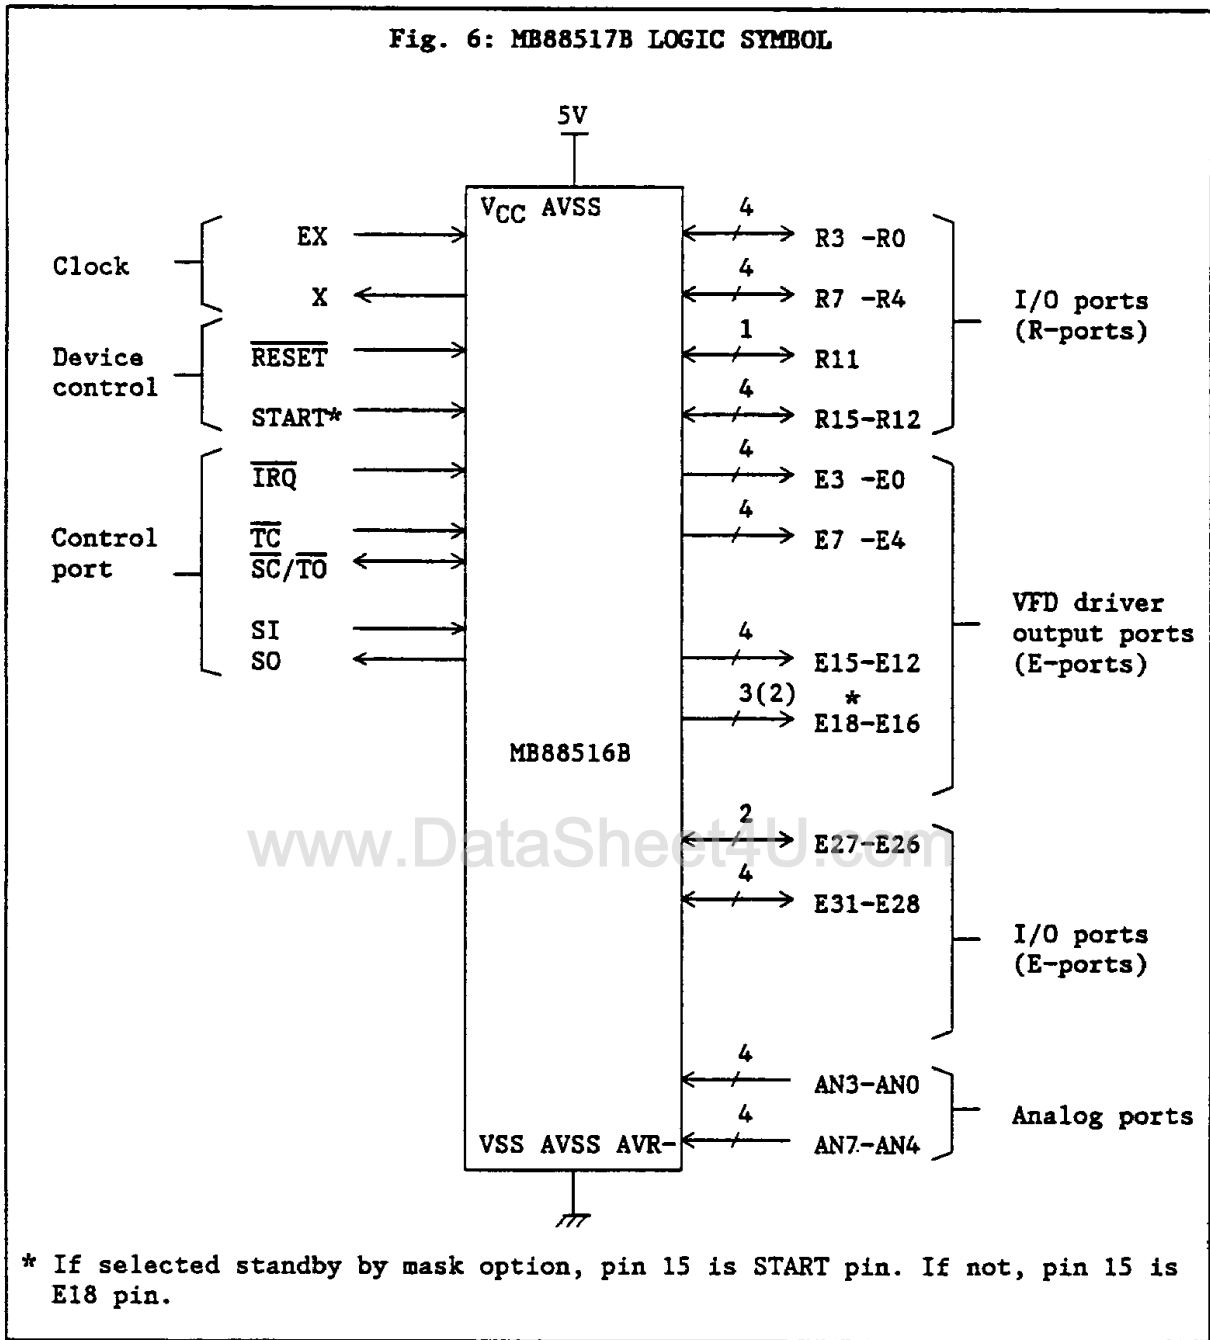 Fig. 6: MB88517B LOGIC SYMBOL
5V
VCC AVSS
Clock
EX
X
Device
control
RESET
START*
Control
port
IRQ
TC
SC/TO
SI
SO
MB88516B
4
R3 -R0
4
R7 -R4
1
R11
4
R15-R12
I/O ports
(R-ports)
4
E3 -E0
4
E7 -E4
4
E15-E12
3(2) *
E18-E16
VFD driver
output ports
(E-ports)
2
E27-E26
4
E31-E28
I/O ports
(E-ports)
4
AN3-AN0
4
AN7-AN4
Analog ports
VSS AVSS AVR-
www.DataSheet4U.com
* If selected standby by mask option, pin 15 is START pin. If not, pin 15 is
E18 pin.